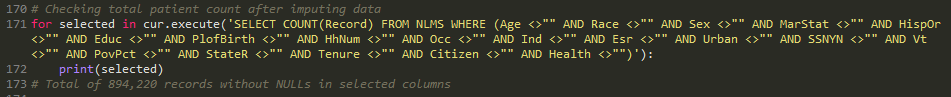 170 # Checking total patient count after imputing data
171 for selected in cur.execute('SELECT COUNT(Record) FROM NLMS WHERE (Age <>"" AND Race <>"" AND Sex <>"" AND MarStat <>"" AND HispOr
<>"" AND Educ <>"" AND PlofBirth <>"" AND HhNum <>"" AND Occ <>"" AND Ind <>"" AND Esr <>"" AND Urban <>"" AND SSNYN <>"" AND Vt
<>"" AND PovPct <>"" AND StateR <>"" AND Tenure <>"" AND Citizen <>"" AND Health <>"")'):
172 print(selected)
173 # Total of 894,220 records without NULLs in selected columns